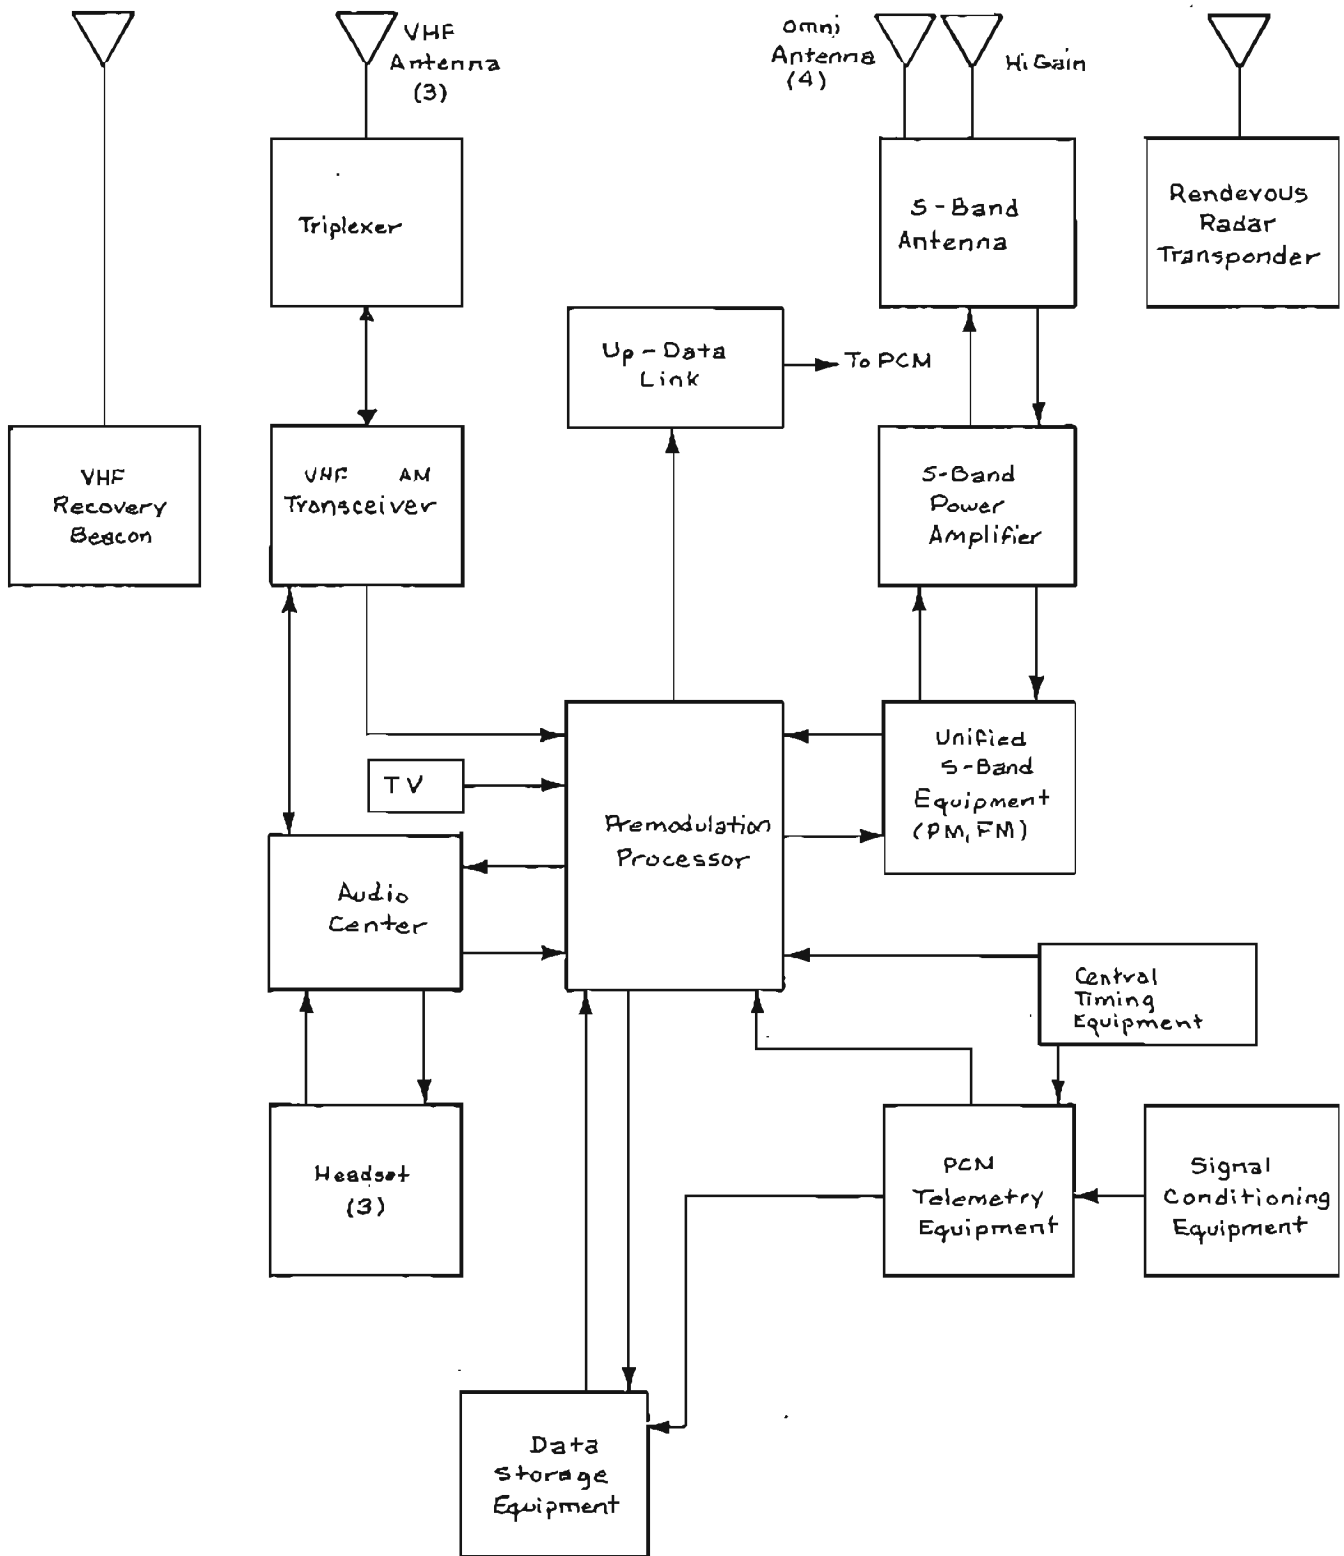 VHF
Antenna
(3)
omni
Antenna
(4)
Hi Gain
Triplexer
S-Band
Antenna
Rendevous
Radar
Transponder
Up-Data
Link
To PCM
VHF
Recovery
Beacon
VHF AM
Transceiver
S-Band
Power
Amplifier
TV
Premodulation
Processor
Unified
S-Band
Equipment
(PM, FM)
Audio
Center
Central
Timing
Equipment
Headset
(3)
PCM
Telemetry
Equipment
Signal
Conditioning
Equipment
Data
Storage
Equipment